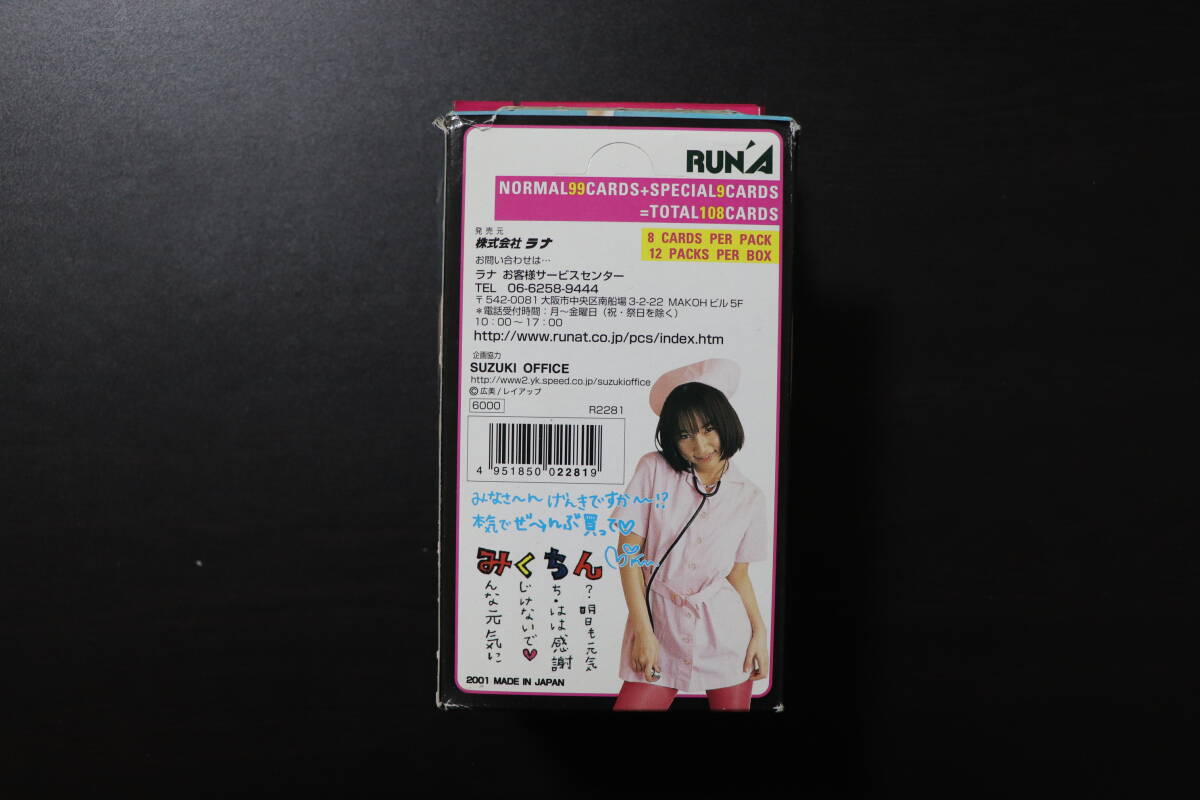 RUN'A
NORMAL99CARDS+SPECIAL9CARDS
=TOTAL108CARDS
8 CARDS PER PACK
12 PACKS PER BOX
発売元
株式会社 ラナ
お問い合わせは…
ラナ お客様サービスセンター
TEL 06-6258-9444
〒542-0081 大阪市中央区南船場3-2-22 MAKOHビル5F
＊電話受付時間：月〜金曜日（祝・祭日を除く）
10：00〜17：00
http://www.runat.co.jp/pcs/index.htm
企画協力
SUZUKI OFFICE
http://www2.yk.speed.co.jp/suzukioffice
©広美/レイアップ
6000
R2281
4 951850 022819
みなさ〜ん げんきですか〜〜!?
本気でぜ〜んぶ買って♡
みくちん
んな元気に
じけないで♥
ち・はは感謝
？明日も元気
2001 MADE IN JAPAN